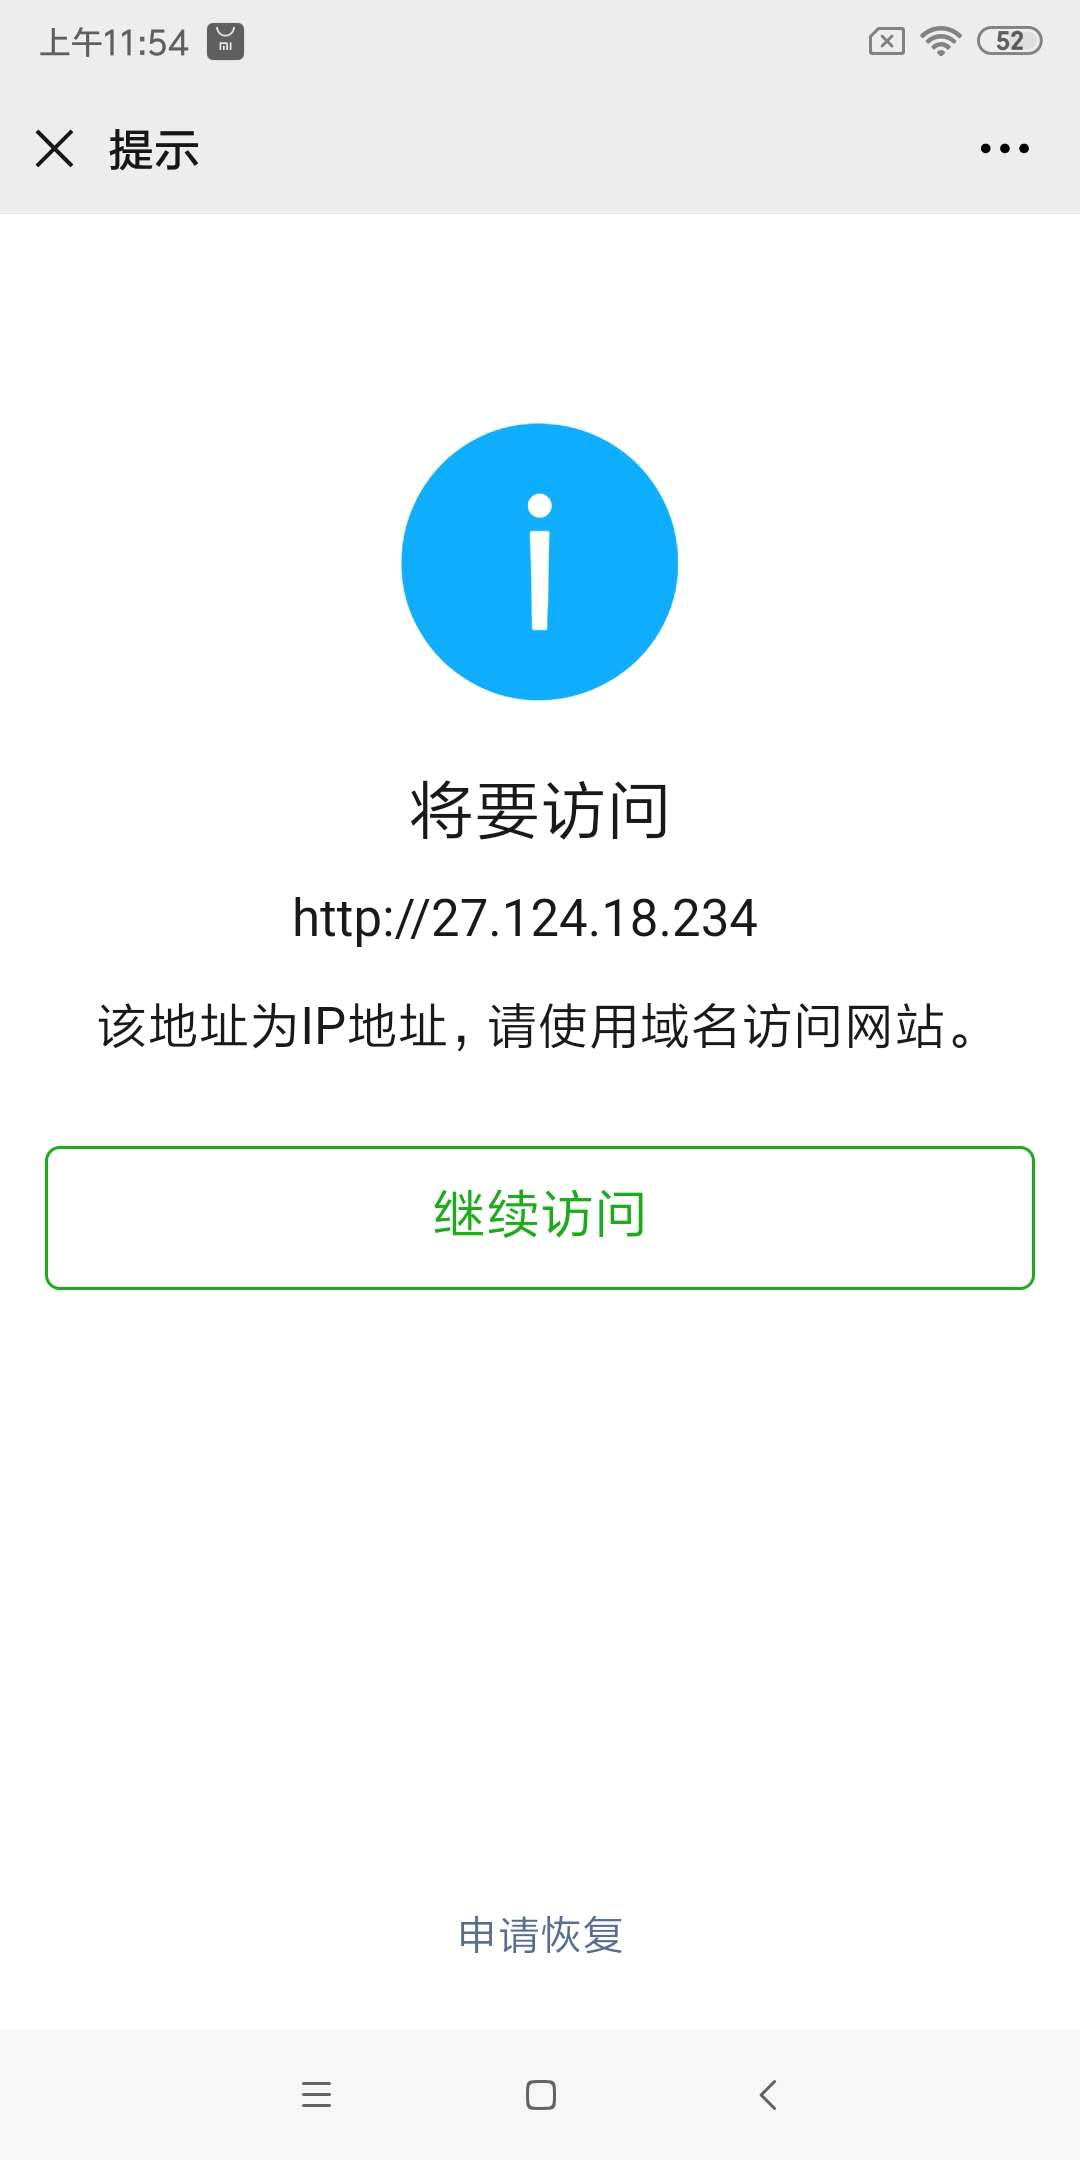 上午11:54
mi
52
提示
将要访问
http://27.124.18.234
该地址为IP地址，请使用域名访问网站。
继续访问
申请恢复